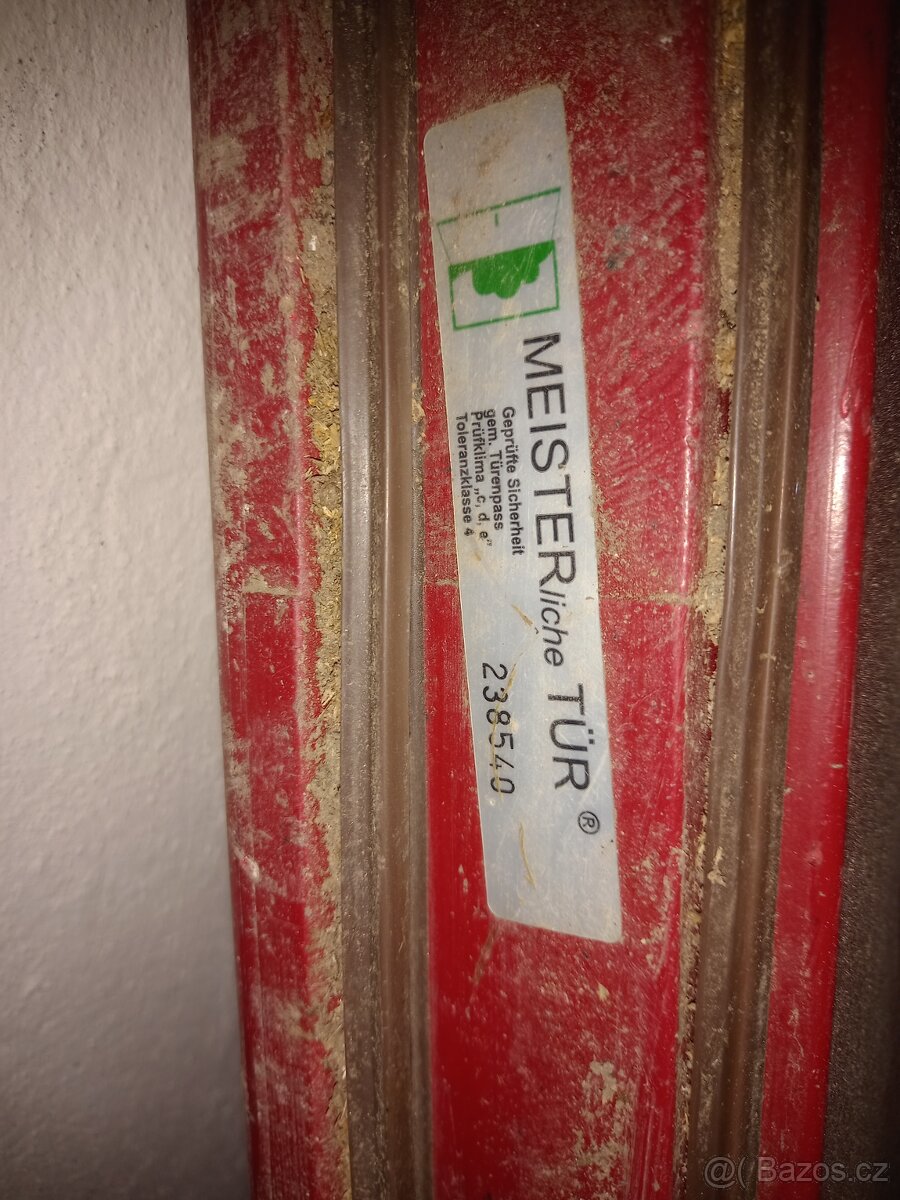 MEISTERliche TÜR ®
Geprüfte Sicherheit
gem. Türenpass
Prüfklima „c, d, e"
Toleranzklasse 4
238540
@( Bazos.cz